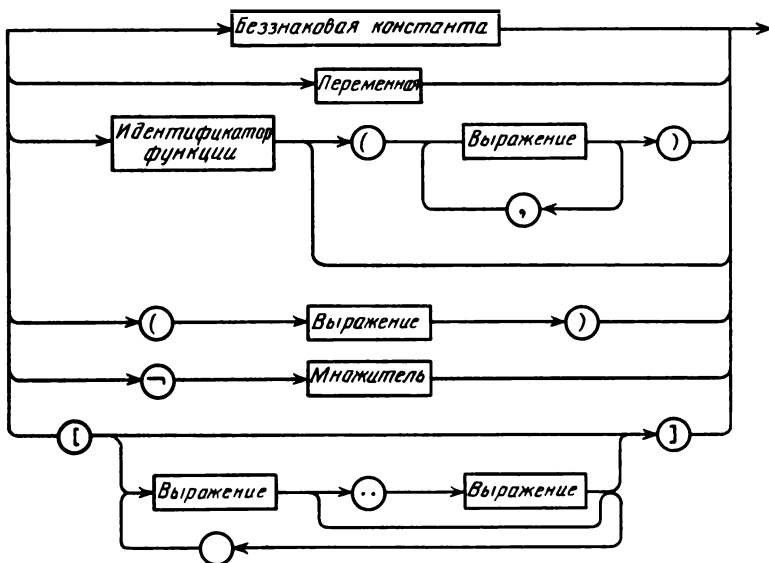 Беззнаковая константа
Переменная
Идентификатор
функции
(
Выражение
)
,
(
Выражение
)
¬
Множитель
[
]
Выражение
..
Выражение